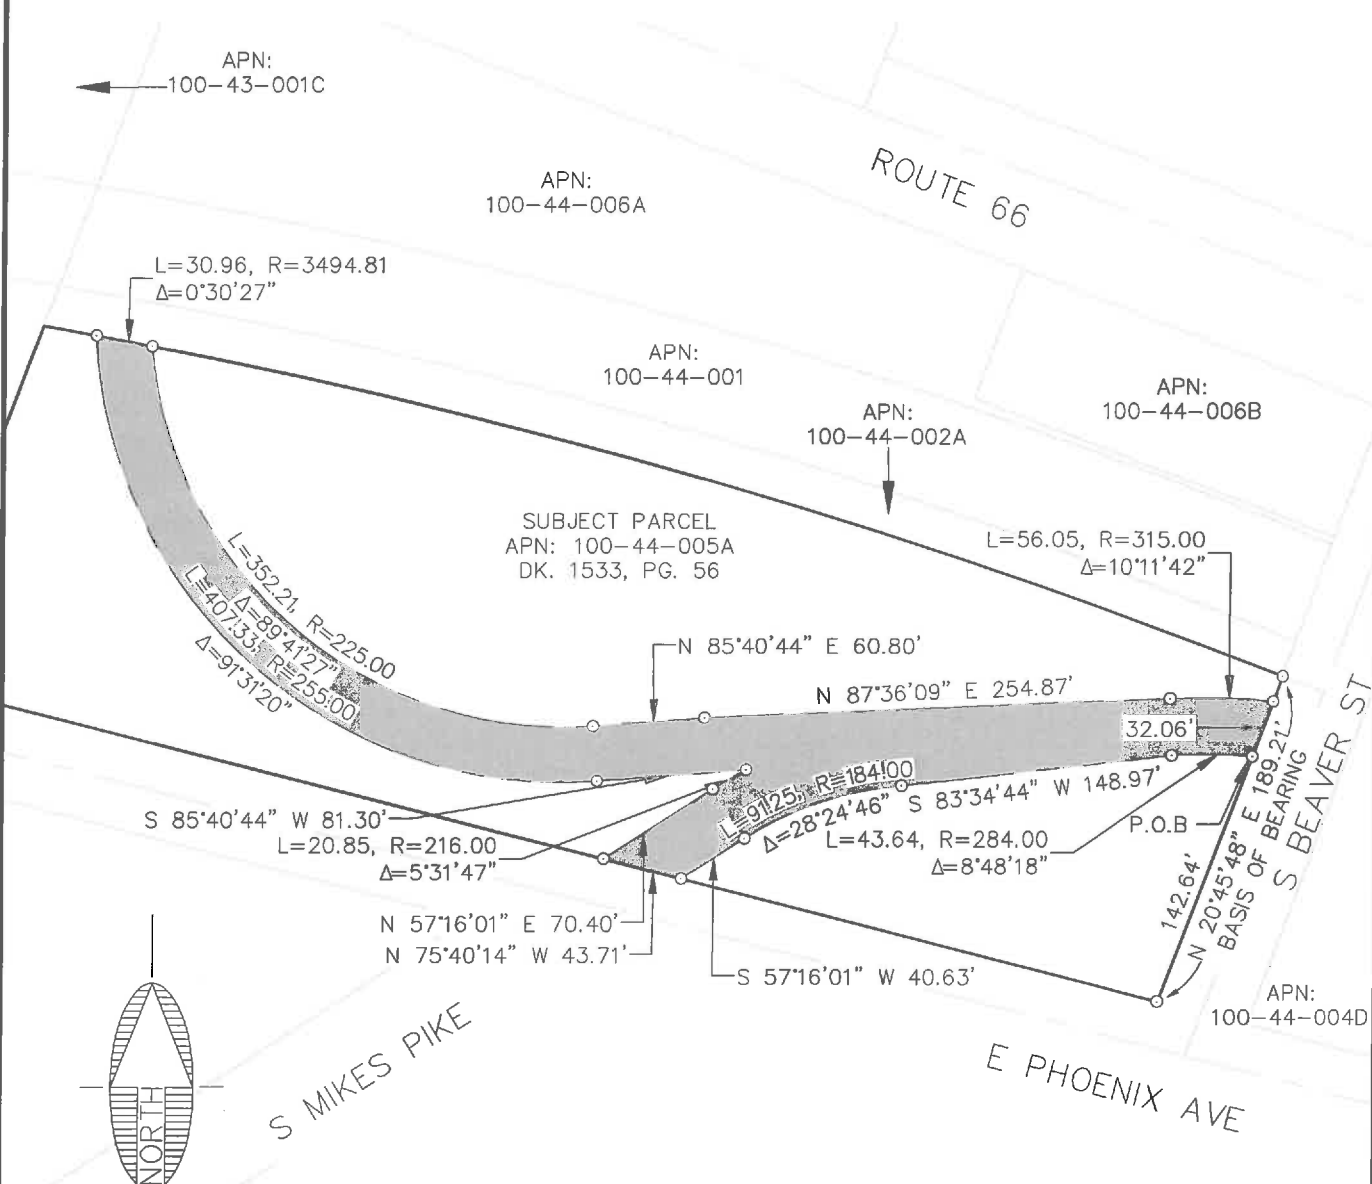 APN:
100-43-001C
APN:
100-44-006A
ROUTE 66
L=30.96, R=3494.81
Δ=0°30'27"
APN:
100-44-001
APN:
100-44-006B
APN:
100-44-002A
SUBJECT PARCEL
APN: 100-44-005A
DK. 1533, PG. 56
L=56.05, R=315.00
Δ=10°11'42"
L=352.21, R=225.00
Δ=89°41'27"
L=407.33, R=255.00
Δ=91°31'20"
N 85°40'44" E 60.80'
N 87°36'09" E 254.87'
32.06'
S 85°40'44" W 81.30'
L=20.85, R=216.00
Δ=5°31'47"
L=91.25, R=184.00
Δ=28°24'46"
S 83°34'44" W 148.97'
L=43.64, R=284.00
Δ=8°48'18"
P.O.B
142.64'
N 20°45'48" E 189.21'
BASIS OF BEARING
S BEAVER ST
N 57°16'01" E 70.40'
N 75°40'14" W 43.71'
S 57°16'01" W 40.63'
APN:
100-44-004D
S MIKES PIKE
E PHOENIX AVE
NORTH